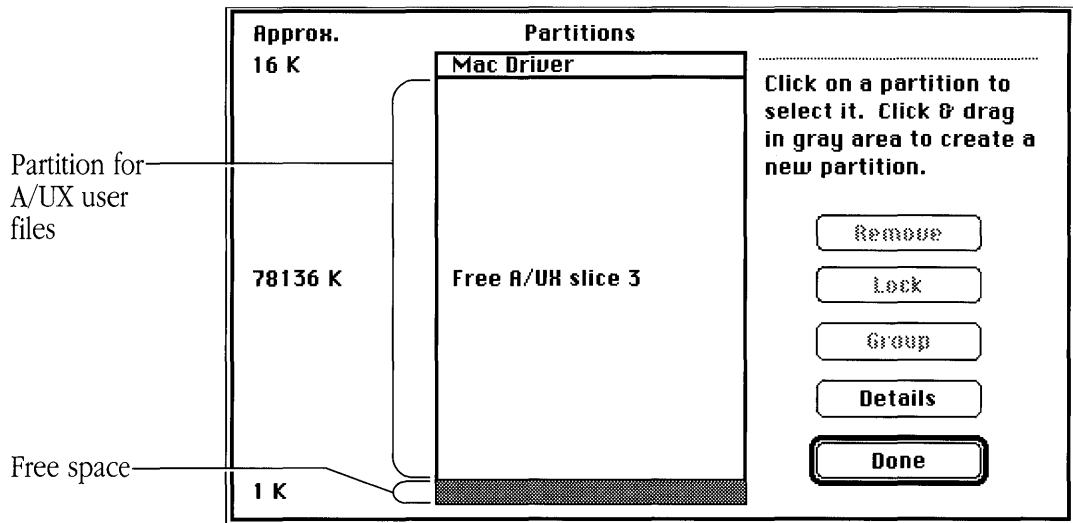 Approx.
Partitions
16 K
Mac Driver
Click on a partition to
select it. Click & drag
in gray area to create a
new partition.
Partition for
A/UX user
files
Remove
78136 K
Free A/UX slice 3
Lock
Group
Details
Free space
Done
1 K